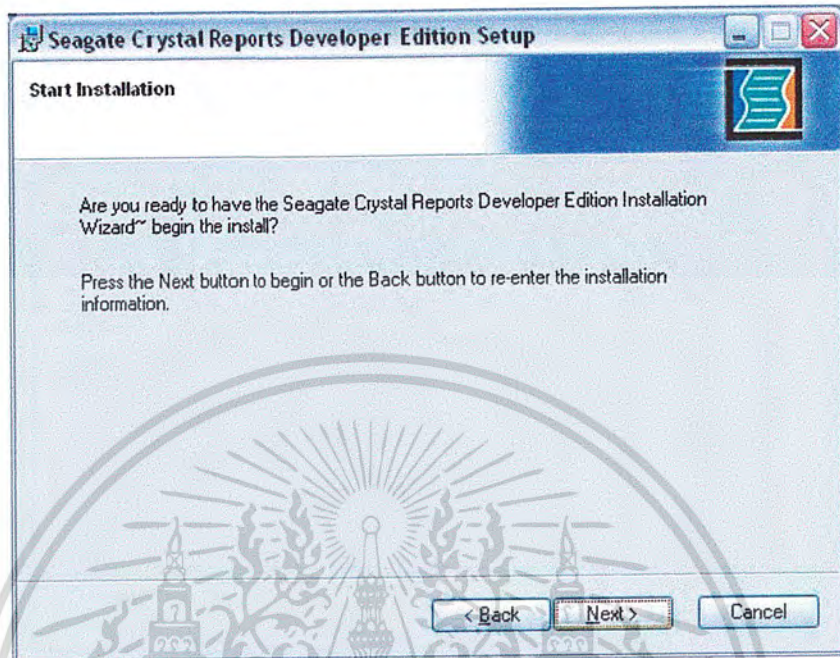 Seagate Crystal Reports Developer Edition Setup
Start Installation
Are you ready to have the Seagate Crystal Reports Developer Edition Installation
Wizard~ begin the install?
Press the Next button to begin or the Back button to re-enter the installation
information.
< Back
Next >
Cancel